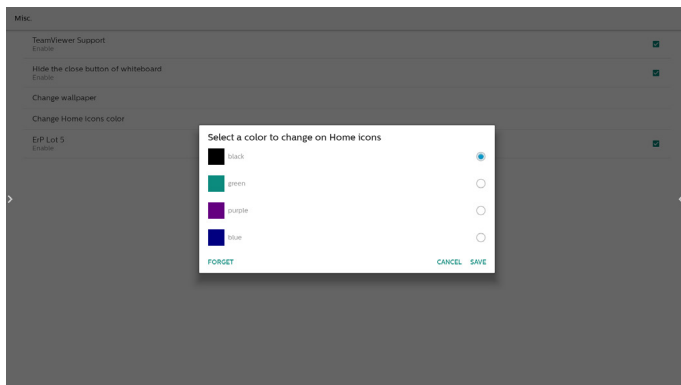 Misc.
TeamViewer Support
Enable
Hide the close button of whiteboard
Enable
Change wallpaper
Change Home icons color
ErP Lot 5
Enable
Select a color to change on Home icons
black
green
purple
blue
FORGET CANCEL SAVE